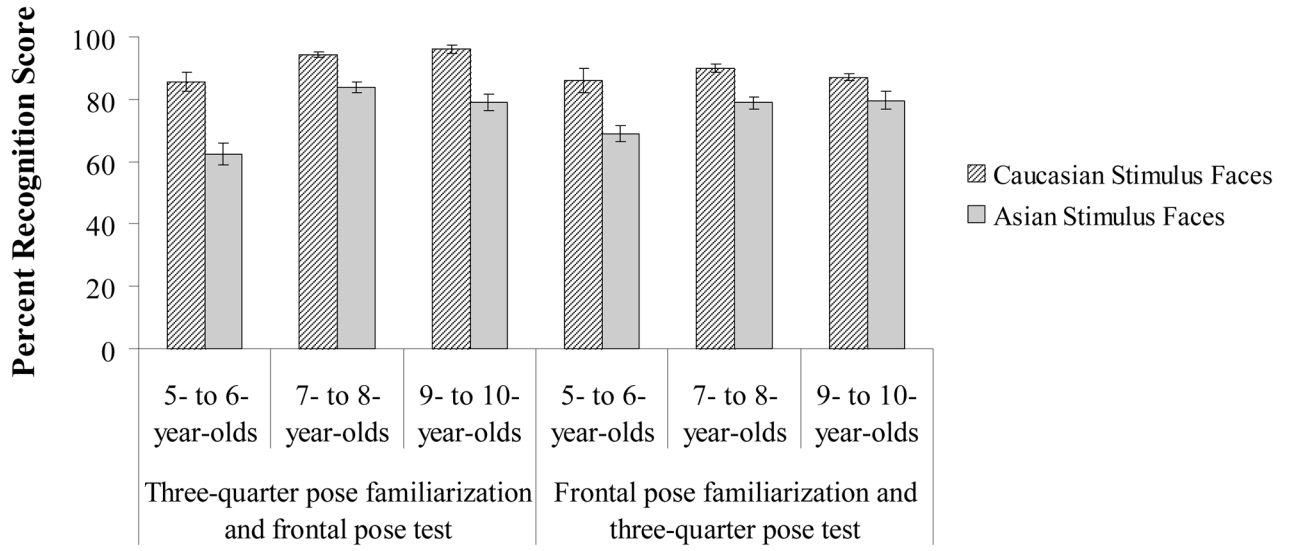 Percent Recognition Score
100
80
60
40
20
0
5- to 6-
year-olds
7- to 8-
year-olds
9- to 10-
year-olds
5- to 6-
year-olds
7- to 8-
year-olds
9- to 10-
year-olds
Three-quarter pose familiarization
and frontal pose test
Frontal pose familiarization and
three-quarter pose test
Caucasian Stimulus Faces
Asian Stimulus Faces